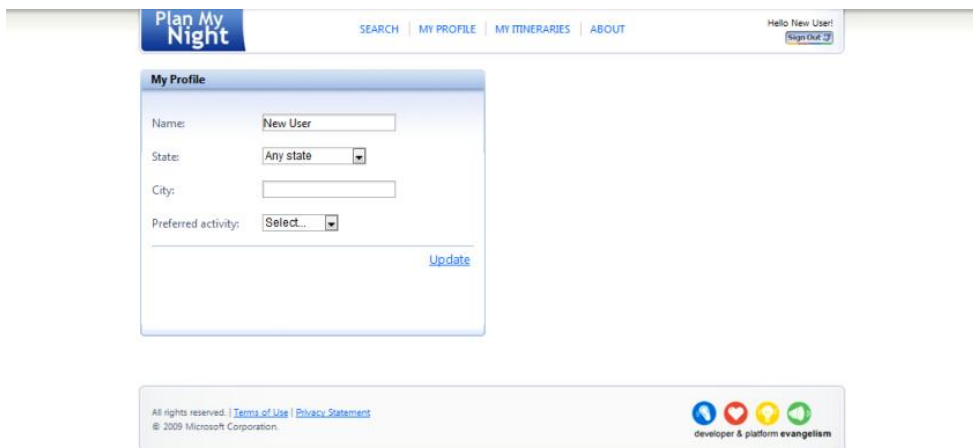 Plan My
Night
SEARCH | MY PROFILE | MY ITINERARIES | ABOUT
Hello New User!
Sign Out
My Profile
Name: New User
State: Any state
City:
Preferred activity: Select...
Update
All rights reserved. | Terms of Use | Privacy Statement
© 2009 Microsoft Corporation.
developer & platform evangelism